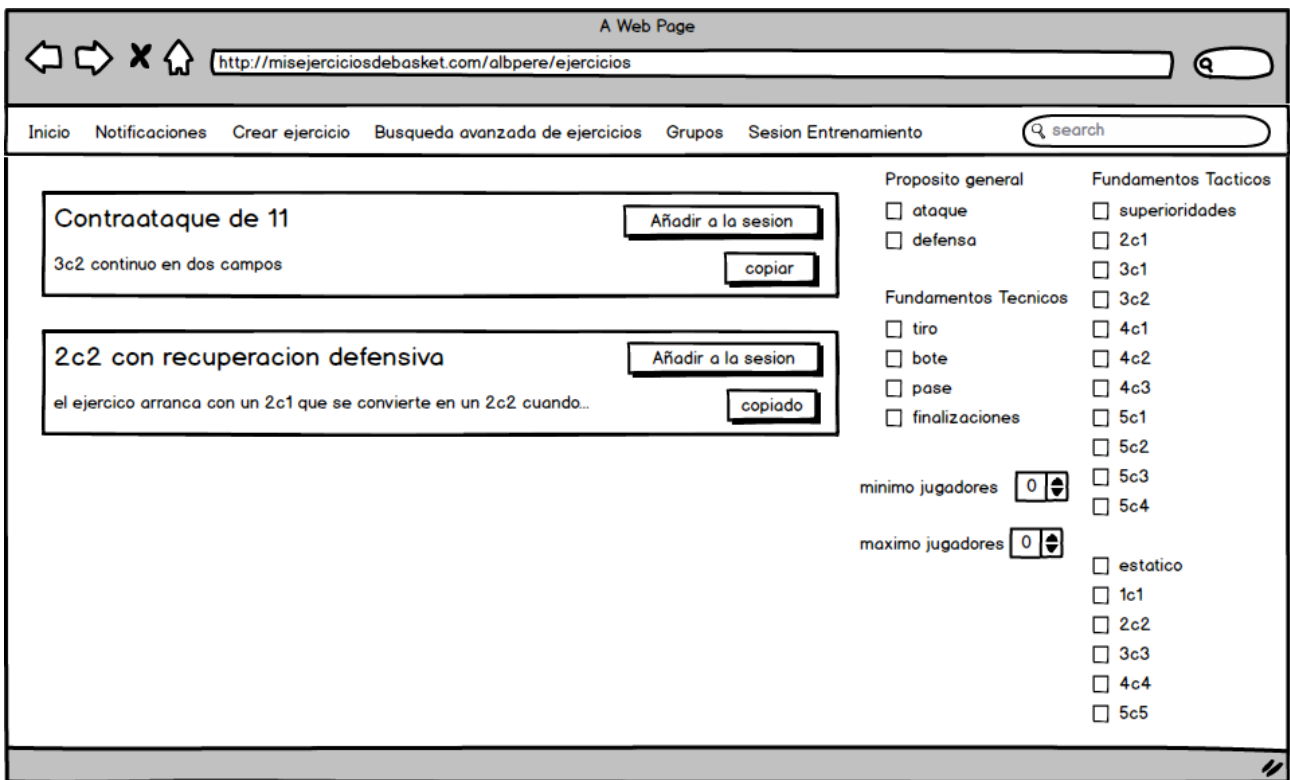 A Web Page
http://misejerciciosdebasket.com/albpere/ejercicios
Inicio Notificaciones Crear ejercicio Busqueda avanzada de ejercicios Grupos Sesion Entrenamiento search
Contraataque de 11
Añadir a la sesion
3c2 continuo en dos campos
copiar
2c2 con recuperacion defensiva
Añadir a la sesion
el ejercico arranca con un 2c1 que se convierte en un 2c2 cuando...
copiado
Proposito general
ataque
defensa
Fundamentos Tecnicos
tiro
bote
pase
finalizaciones
minimo jugadores 0
maximo jugadores 0
Fundamentos Tacticos
superioridades
2c1
3c1
3c2
4c1
4c2
4c3
5c1
5c2
5c3
5c4
estatico
1c1
2c2
3c3
4c4
5c5